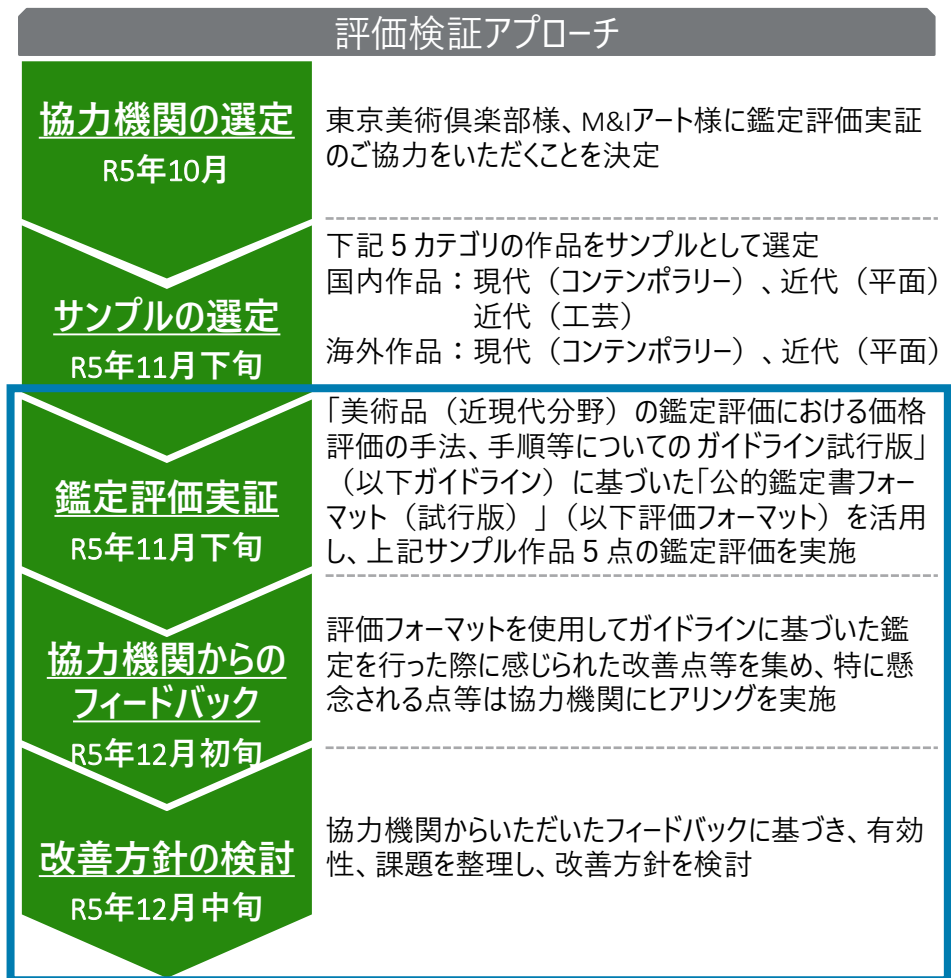 評価検証アプローチ
協力機関の選定
R5年10月
東京美術俱楽部様、M&Iアート様に鑑定評価実証
のご協力をいただくことを決定
サンプルの選定
R5年11月下旬
下記5カテゴリの作品をサンプルとして選定
国内作品：現代（コンテンポラリー）、近代（平面）
近代（工芸）
海外作品：現代（コンテンポラリー）、近代（平面）
鑑定評価実証
R5年11月下旬
「美術品（近現代分野）の鑑定評価における価格
評価の手法、手順等についてのガイドライン試行版」
（以下ガイドライン）に基づいた「公的鑑定書フォー
マット（試行版）」（以下評価フォーマット）を活用
し、上記サンプル作品5点の鑑定評価を実施
協力機関からの
フィードバック
R5年12月初旬
評価フォーマットを使用してガイドラインに基づいた鑑
定を行った際に感じられた改善点等を集め、特に懸
念される点等は協力機関にヒアリングを実施
改善方針の検討
R5年12月中旬
協力機関からいただいたフィードバックに基づき、有効
性、課題を整理し、改善方針を検討